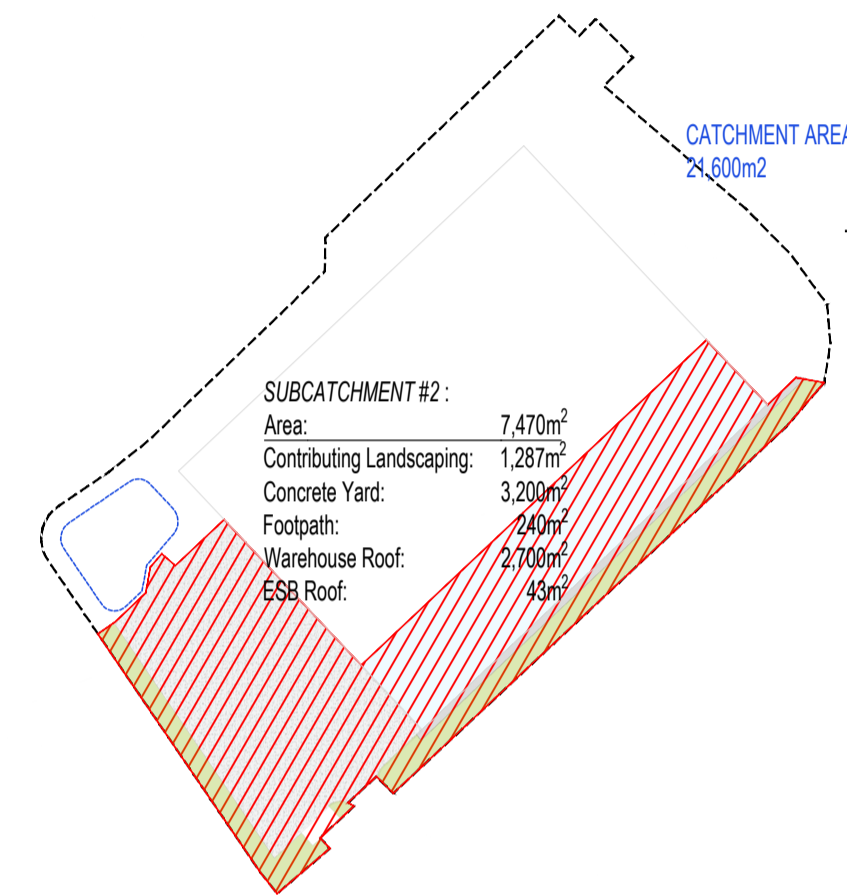 CATCHMENT AREA
21,600m2
SUBCATCHMENT #2 :
Area: 7,470m²
Contributing Landscaping: 1,287m²
Concrete Yard: 3,200m²
Footpath: 240m²
Warehouse Roof: 2,700m²
ESB Roof: 43m²